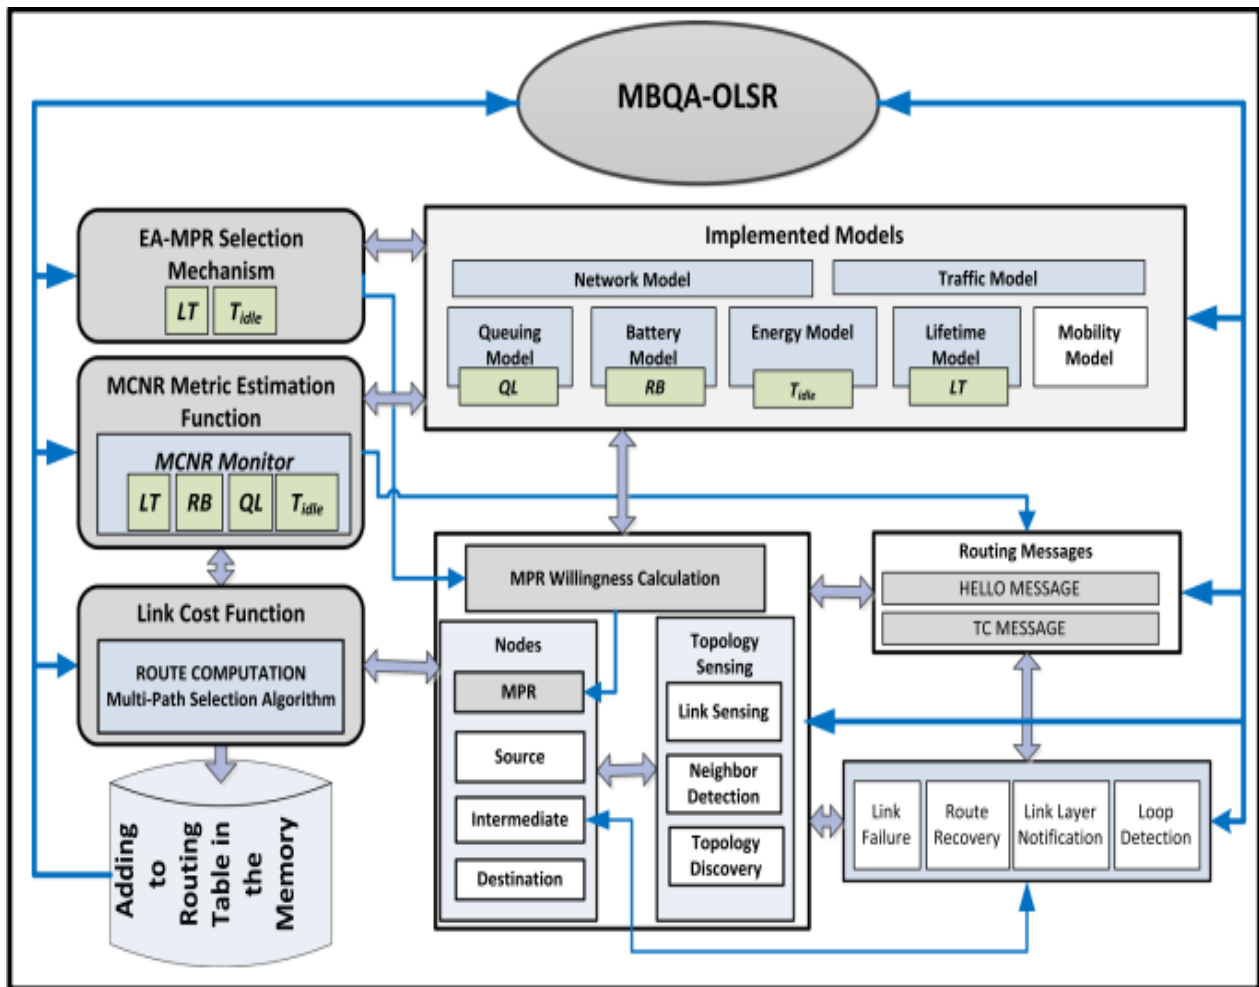 MBQA-OLSR
EA-MPR Selection
Mechanism
LT
Tidle
MCNR Metric Estimation
Function
MCNR Monitor
LT
RB
QL
Tidle
Link Cost Function
ROUTE COMPUTATION
Multi-Path Selection Algorithm
Adding
to
Routing
Table in
the
Memory
Implemented Models
Network Model
Traffic Model
Queuing
Model
QL
Battery
Model
RB
Energy Model
Tidle
Lifetime
Model
LT
Mobility
Model
MPR Willingness Calculation
Nodes
MPR
Source
Intermediate
Destination
Topology
Sensing
Link Sensing
Neighbor
Detection
Topology
Discovery
Routing Messages
HELLO MESSAGE
TC MESSAGE
Link
Failure
Route
Recovery
Link Layer
Notification
Loop
Detection